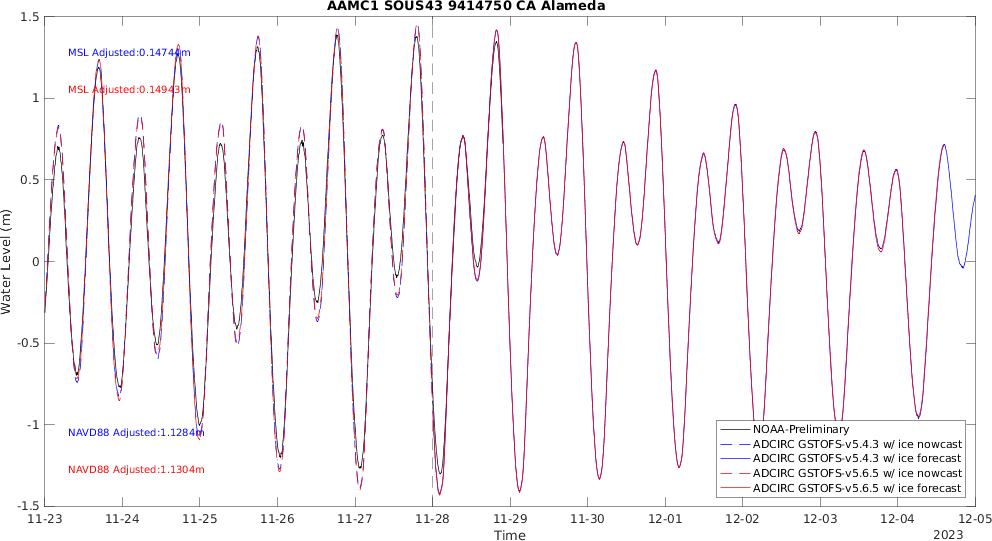 AAMC1 SOUS43 9414750 CA Alameda
1.5
1
0.5
0
-0.5
-1
-1.5
Water Level (m)
MSL Adjusted:0.14744m
MSL Adjusted:0.14943m
NAVD88 Adjusted:1.1284m
NAVD88 Adjusted:1.1304m
NOAA-Preliminary
ADCIRC GSTOFS-v5.4.3 w/ ice nowcast
ADCIRC GSTOFS-v5.4.3 w/ ice forecast
ADCIRC GSTOFS-v5.6.5 w/ ice nowcast
ADCIRC GSTOFS-v5.6.5 w/ ice forecast
11-23 11-24 11-25 11-26 11-27 11-28 11-29 11-30 12-01 12-02 12-03 12-04 12-05
Time
2023